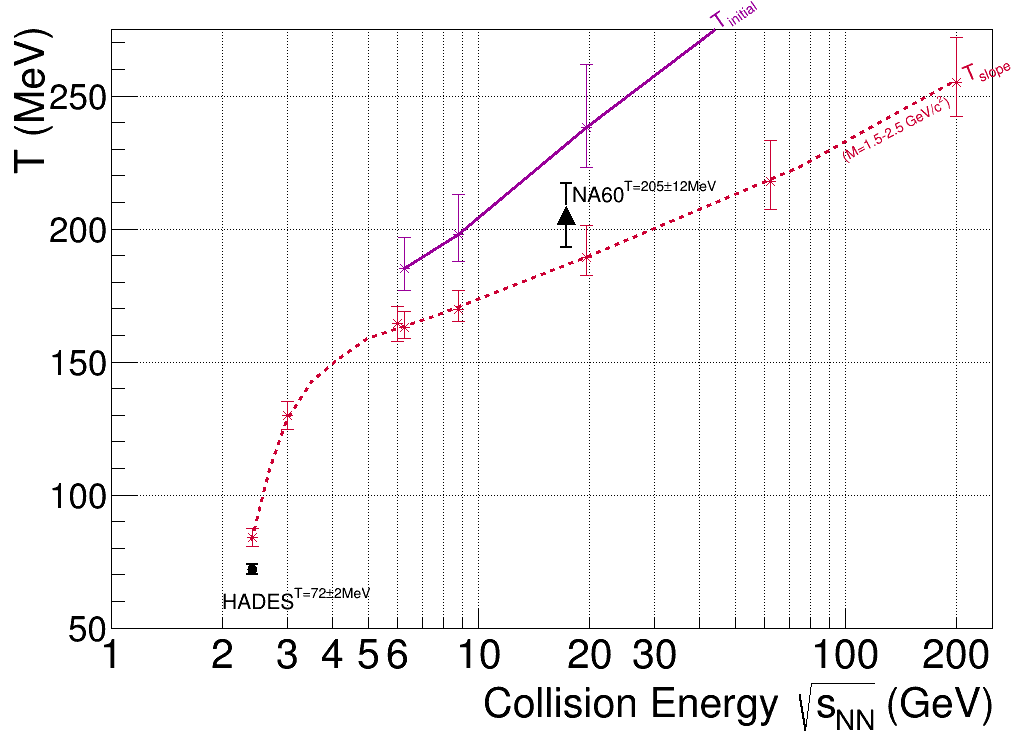 T (MeV)
250
200
150
100
50
T initial
T slope
(M=1.5-2.5 GeV/c²)
NA60 T=205±12MeV
HADES T=72±2MeV
1 2 3 4 5 6 10 20 30 100 200
Collision Energy √sNN (GeV)